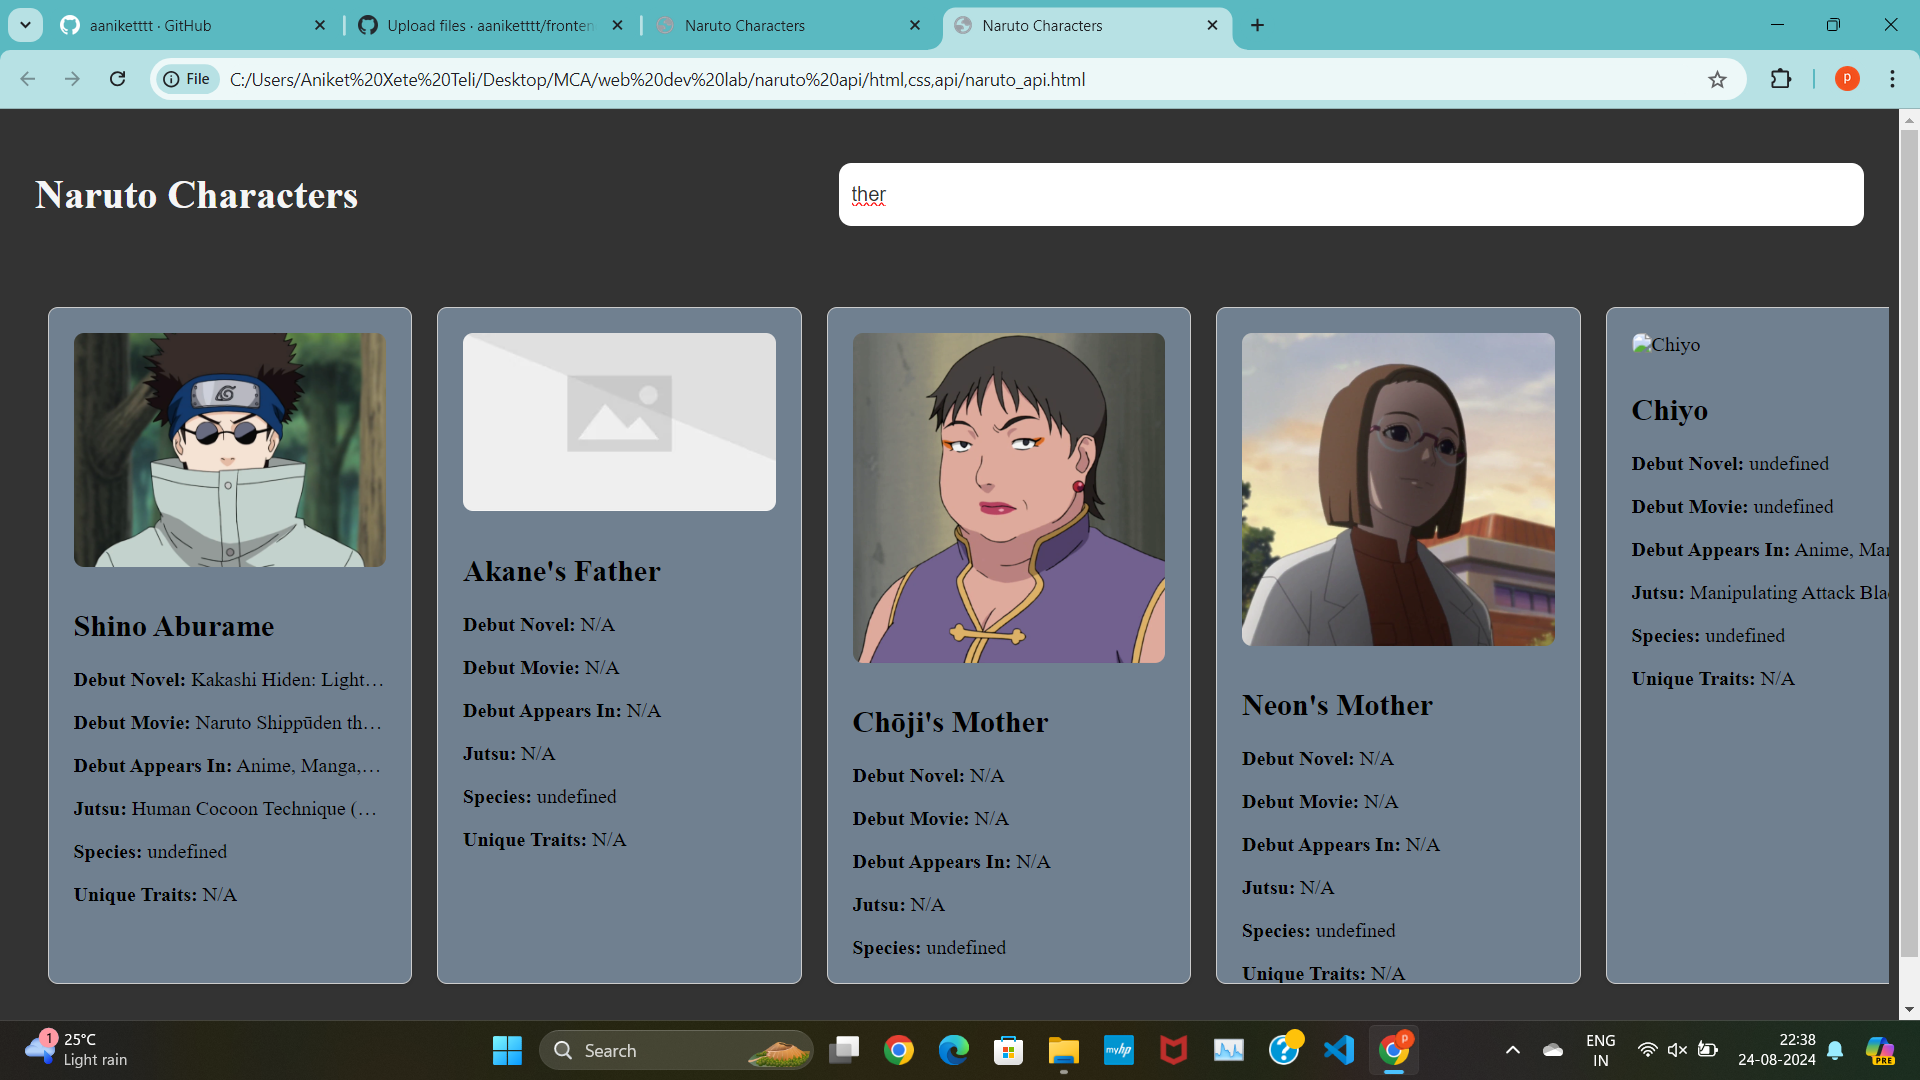 aaniketttt · GitHub
Upload files · aaniketttt/fronten
Naruto Characters
Naruto Characters
File
C:/Users/Aniket%20Xete%20Teli/Desktop/MCA/web%20dev%20lab/naruto%20api/html,css,api/naruto_api.html
P
Naruto Characters
ther
Shino Aburame
Debut Novel: Kakashi Hiden: Light…
Debut Movie: Naruto Shippūden th…
Debut Appears In: Anime, Manga,…
Jutsu: Human Cocoon Technique (…
Species: undefined
Unique Traits: N/A
Akane's Father
Debut Novel: N/A
Debut Movie: N/A
Debut Appears In: N/A
Jutsu: N/A
Species: undefined
Unique Traits: N/A
Chōji's Mother
Debut Novel: N/A
Debut Movie: N/A
Debut Appears In: N/A
Jutsu: N/A
Species: undefined
Neon's Mother
Debut Novel: N/A
Debut Movie: N/A
Debut Appears In: N/A
Jutsu: N/A
Species: undefined
Unique Traits: N/A
Chiyo
Chiyo
Debut Novel: undefined
Debut Movie: undefined
Debut Appears In: Anime, Man
Jutsu: Manipulating Attack Blad
Species: undefined
Unique Traits: N/A
1
25°C
Light rain
Search
myhp
P
ENG
IN
22:38
24-08-2024
PRE